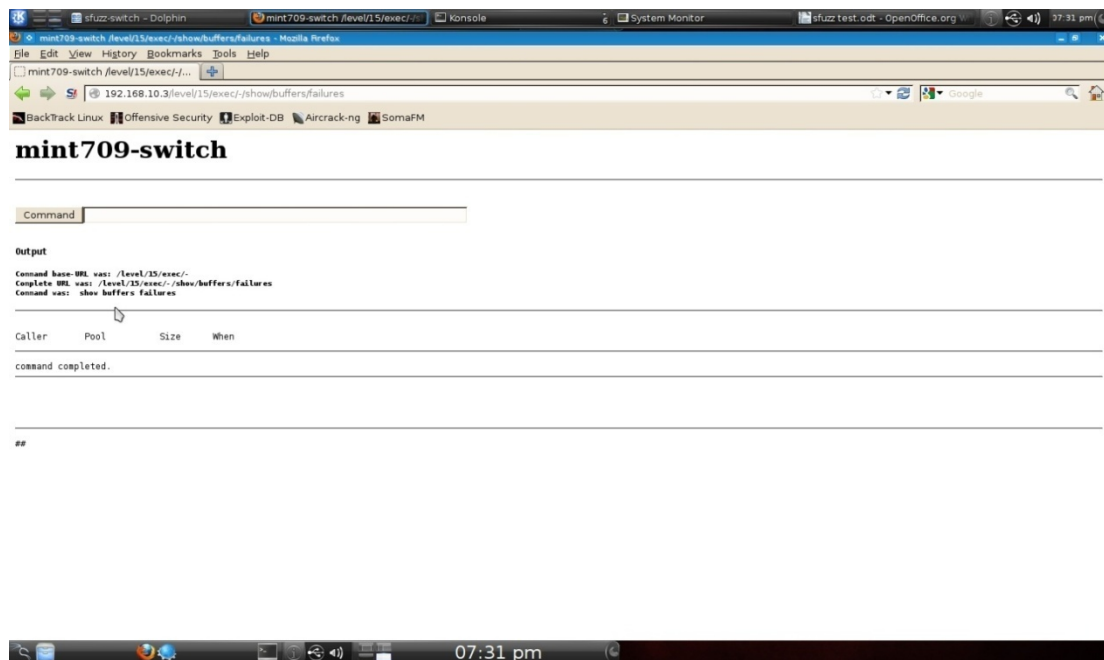 sfuzz-switch - Dolphin
mint709-switch /level/15/exec/-/s
Konsole
6
System Monitor
sfuzz test.odt - OpenOffice.org W
07:31 pm
mint709-switch /level/15/exec/-/show/buffers/failures - Mozilla Firefox
File Edit View History Bookmarks Tools Help
mint709-switch /level/15/exec/-/...
192.168.10.3/level/15/exec/-/show/buffers/failures
Google
BackTrack Linux Offensive Security Exploit-DB Aircrack-ng SomaFM
mint709-switch
Command
Output
Command base-URL was: /level/15/exec/-
Complete URL was: /level/15/exec/-/show/buffers/failures
Command was: show buffers failures
Caller Pool Size When
command completed.
##
07:31 pm